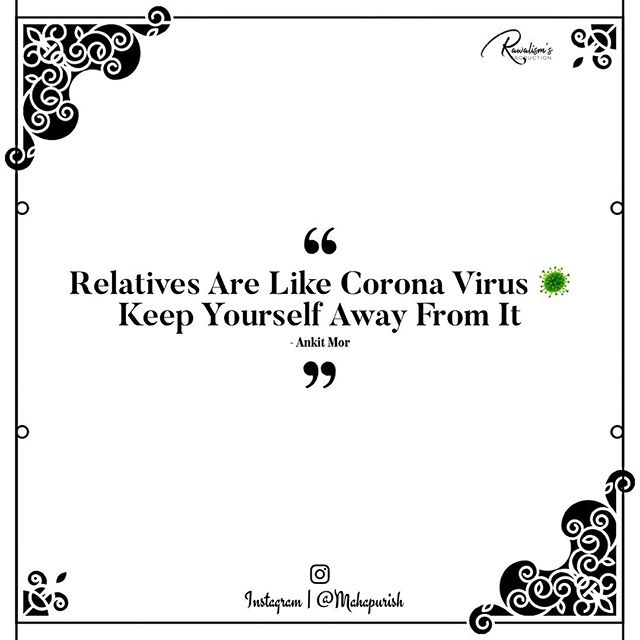 Rawalism's
PRODUCTION
❝
Relatives Are Like Corona Virus 🦠
Keep Yourself Away From It
- Ankit Mor
❞
Instagram | @Mahapurish